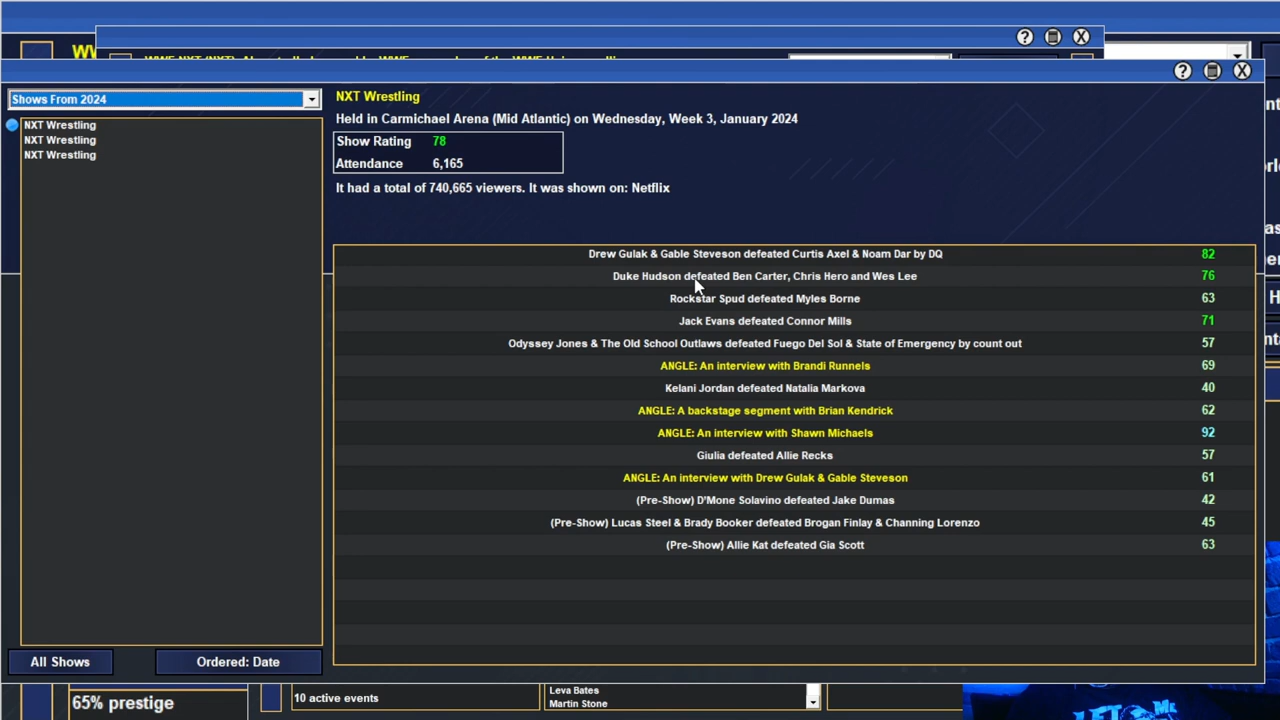 WW
?
X
?
X
Shows From 2024
NXT Wrestling
NXT Wrestling
NXT Wrestling
NXT Wrestling
Held in Carmichael Arena (Mid Atlantic) on Wednesday, Week 3, January 2024
Show Rating 78
Attendance 6,165
It had a total of 740,665 viewers. It was shown on: Netflix
Drew Gulak & Gable Steveson defeated Curtis Axel & Noam Dar by DQ 82
Duke Hudson defeated Ben Carter, Chris Hero and Wes Lee 76
Rockstar Spud defeated Myles Borne 63
Jack Evans defeated Connor Mills 71
Odyssey Jones & The Old School Outlaws defeated Fuego Del Sol & State of Emergency by count out 57
ANGLE: An interview with Brandi Runnels 69
Kelani Jordan defeated Natalia Markova 40
ANGLE: A backstage segment with Brian Kendrick 62
ANGLE: An interview with Shawn Michaels 92
Giulia defeated Allie Recks 57
ANGLE: An interview with Drew Gulak & Gable Steveson 61
(Pre-Show) D'Mone Solavino defeated Jake Dumas 42
(Pre-Show) Lucas Steel & Brady Booker defeated Brogan Finlay & Channing Lorenzo 45
(Pre-Show) Allie Kat defeated Gia Scott 63
All Shows
Ordered: Date
65% prestige
10 active events
Leva Bates
Martin Stone